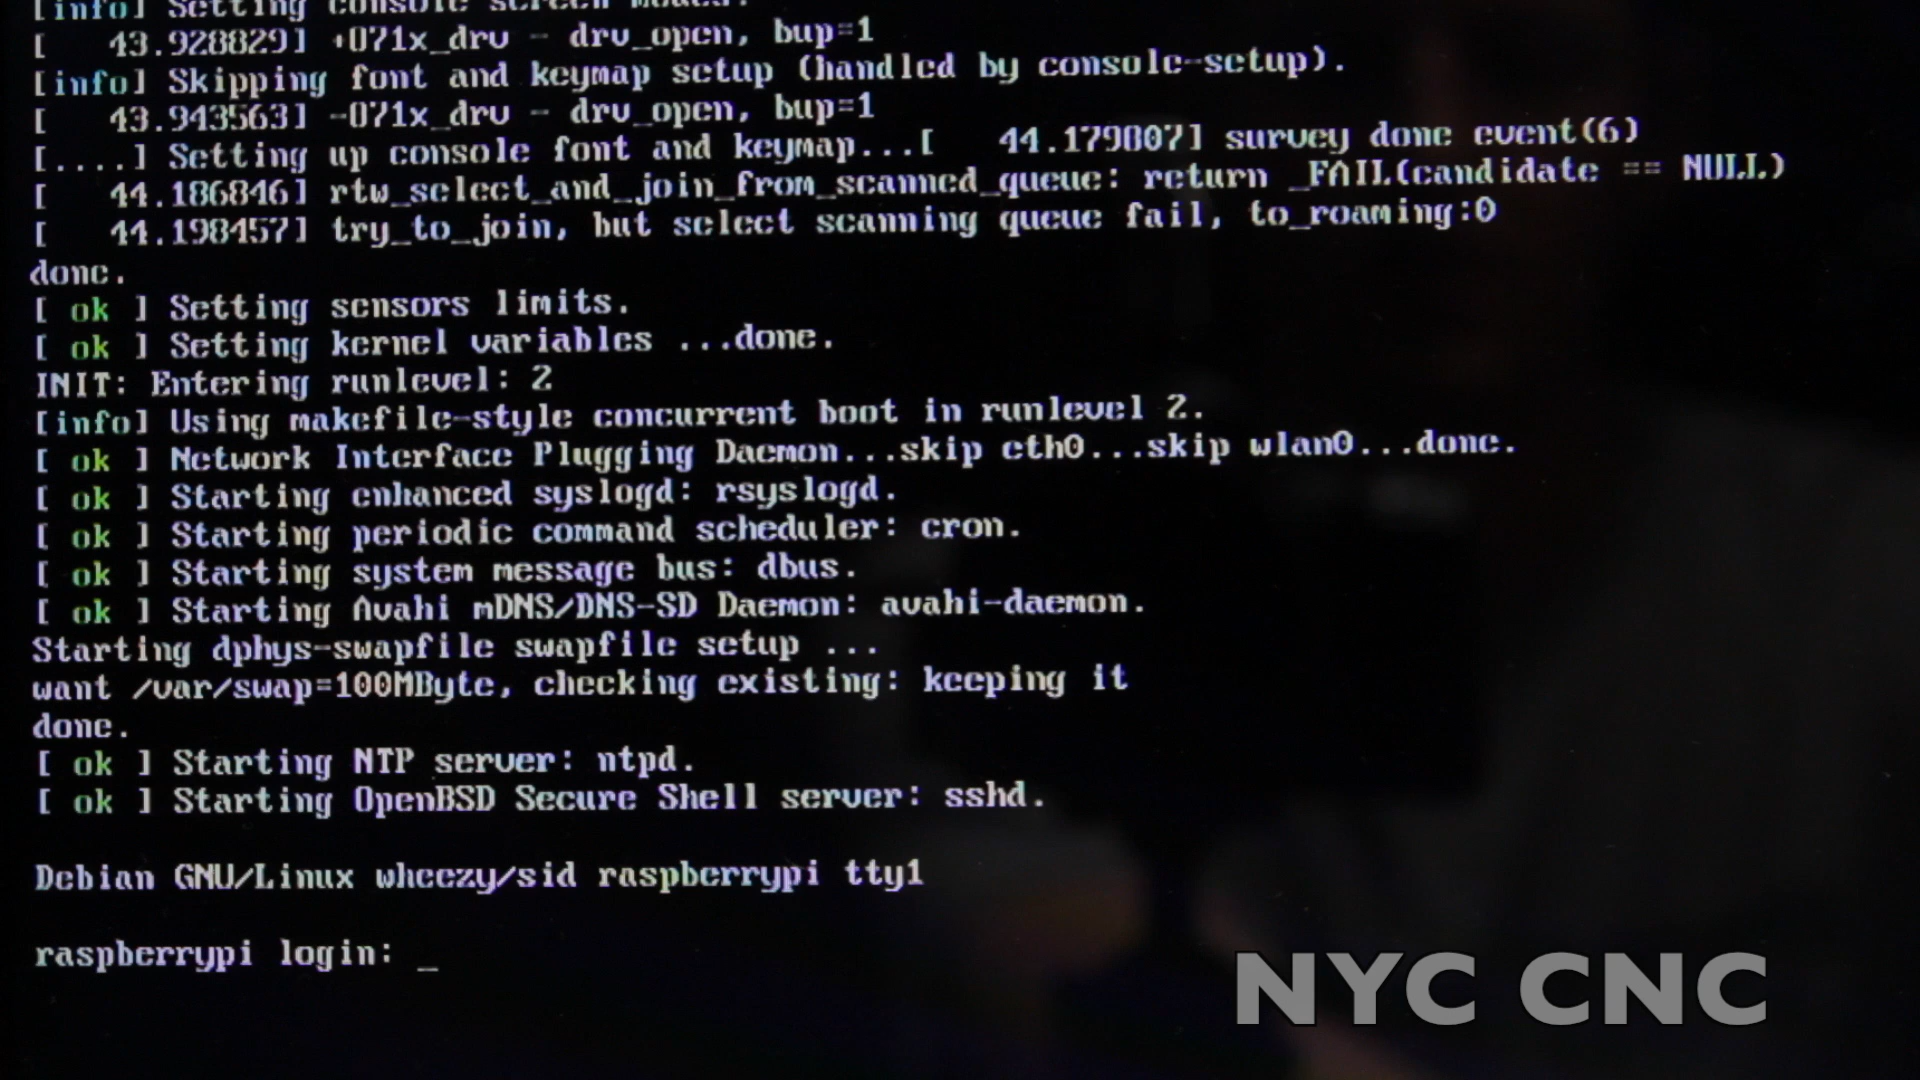 [info] Setting console screen modes.
[   43.928829] +871x_drv - drv_open, bup=1
[info] Skipping font and keymap setup (handled by console-setup).
[   43.943563] -871x_drv - drv_open, bup=1
[....] Setting up console font and keymap...[   44.179807] survey done event(6)
[   44.186846] rtw_select_and_join_from_scanned_queue: return _FAIL(candidate == NULL)
[   44.198457] try_to_join, but select scanning queue fail, to_roaming:0
done.
[ ok ] Setting sensors limits.
[ ok ] Setting kernel variables ...done.
INIT: Entering runlevel: 2
[info] Using makefile-style concurrent boot in runlevel 2.
[ ok ] Network Interface Plugging Daemon...skip eth0...skip wlan0...done.
[ ok ] Starting enhanced syslogd: rsyslogd.
[ ok ] Starting periodic command scheduler: cron.
[ ok ] Starting system message bus: dbus.
[ ok ] Starting Avahi mDNS/DNS-SD Daemon: avahi-daemon.
Starting dphys-swapfile swapfile setup ...
want /var/swap=100MByte, checking existing: keeping it
done.
[ ok ] Starting NTP server: ntpd.
[ ok ] Starting OpenBSD Secure Shell server: sshd.
Debian GNU/Linux wheezy/sid raspberrypi tty1
raspberrypi login: _
NYC CNC